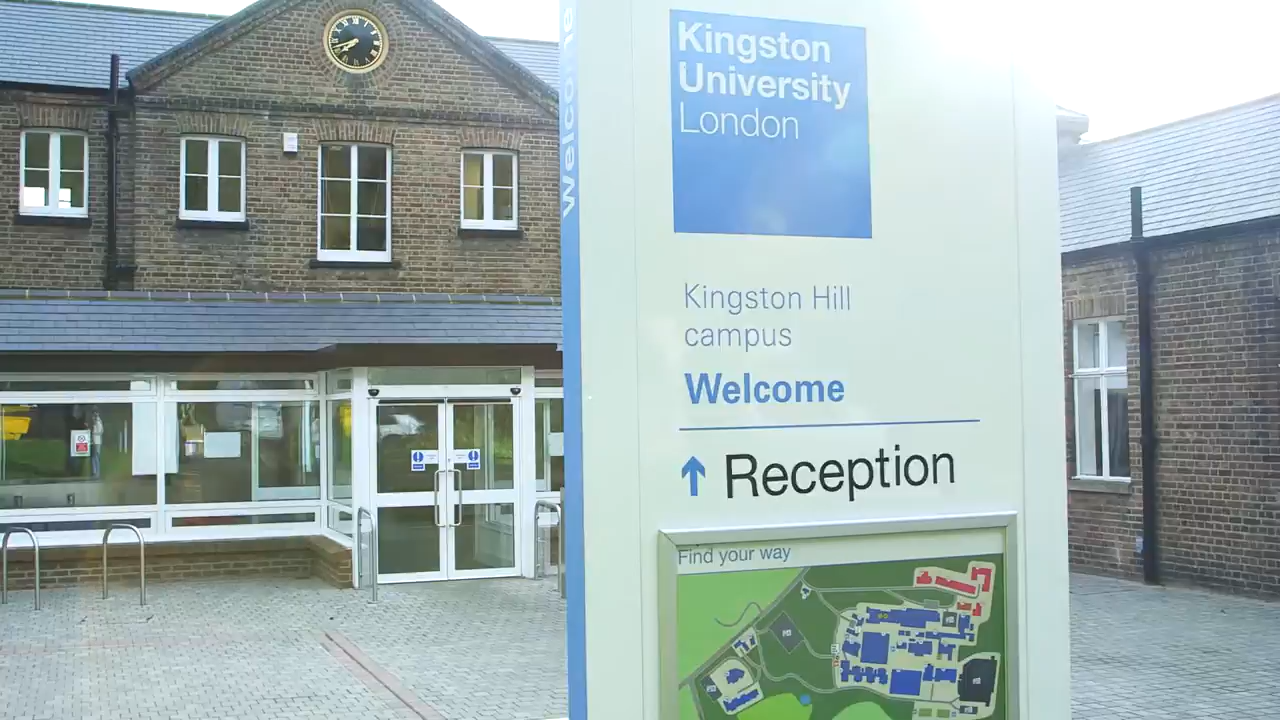 Welcome
Kingston
University
London
Kingston Hill
campus
Welcome
Reception
Find your way